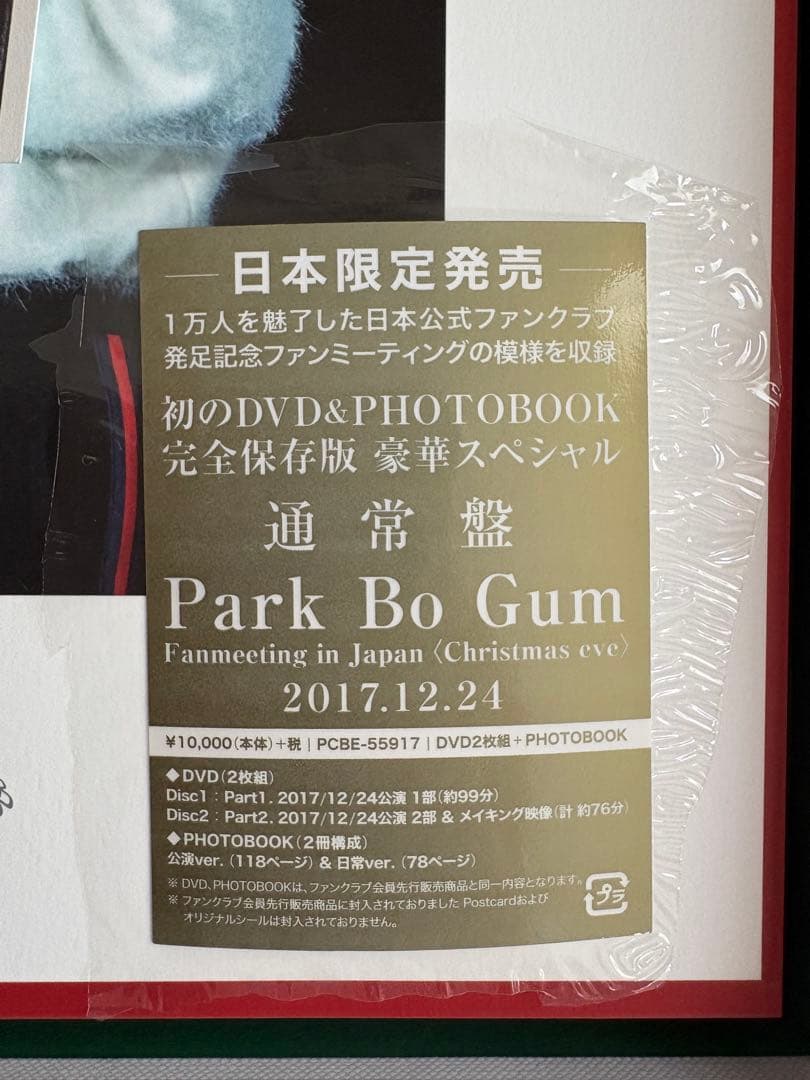 日本限定発売
1万人を魅了した日本公式ファンクラブ
発足記念ファンミーティングの模様を収録
初のDVD&PHOTOBOOK
完全保存版 豪華スペシャル
通常盤
Park Bo Gum
Fanmeeting in Japan〈Christmas eve〉
2017.12.24
¥10,000(本体)+税 | PCBE-55917 | DVD2枚組+PHOTOBOOK
◆DVD(2枚組)
Disc1：Part1. 2017/12/24公演 1部(約99分)
Disc2：Part2. 2017/12/24公演 2部 & メイキング映像(計 約76分)
◆PHOTOBOOK(2冊構成)
公演ver.（118ページ）& 日常ver.（78ページ）
※ DVD、PHOTOBOOKは、ファンクラブ会員先行販売商品と同一内容となります。
※ ファンクラブ会員先行販売商品に封入されておりました Postcardおよび
オリジナルシールは封入されておりません。
プラ